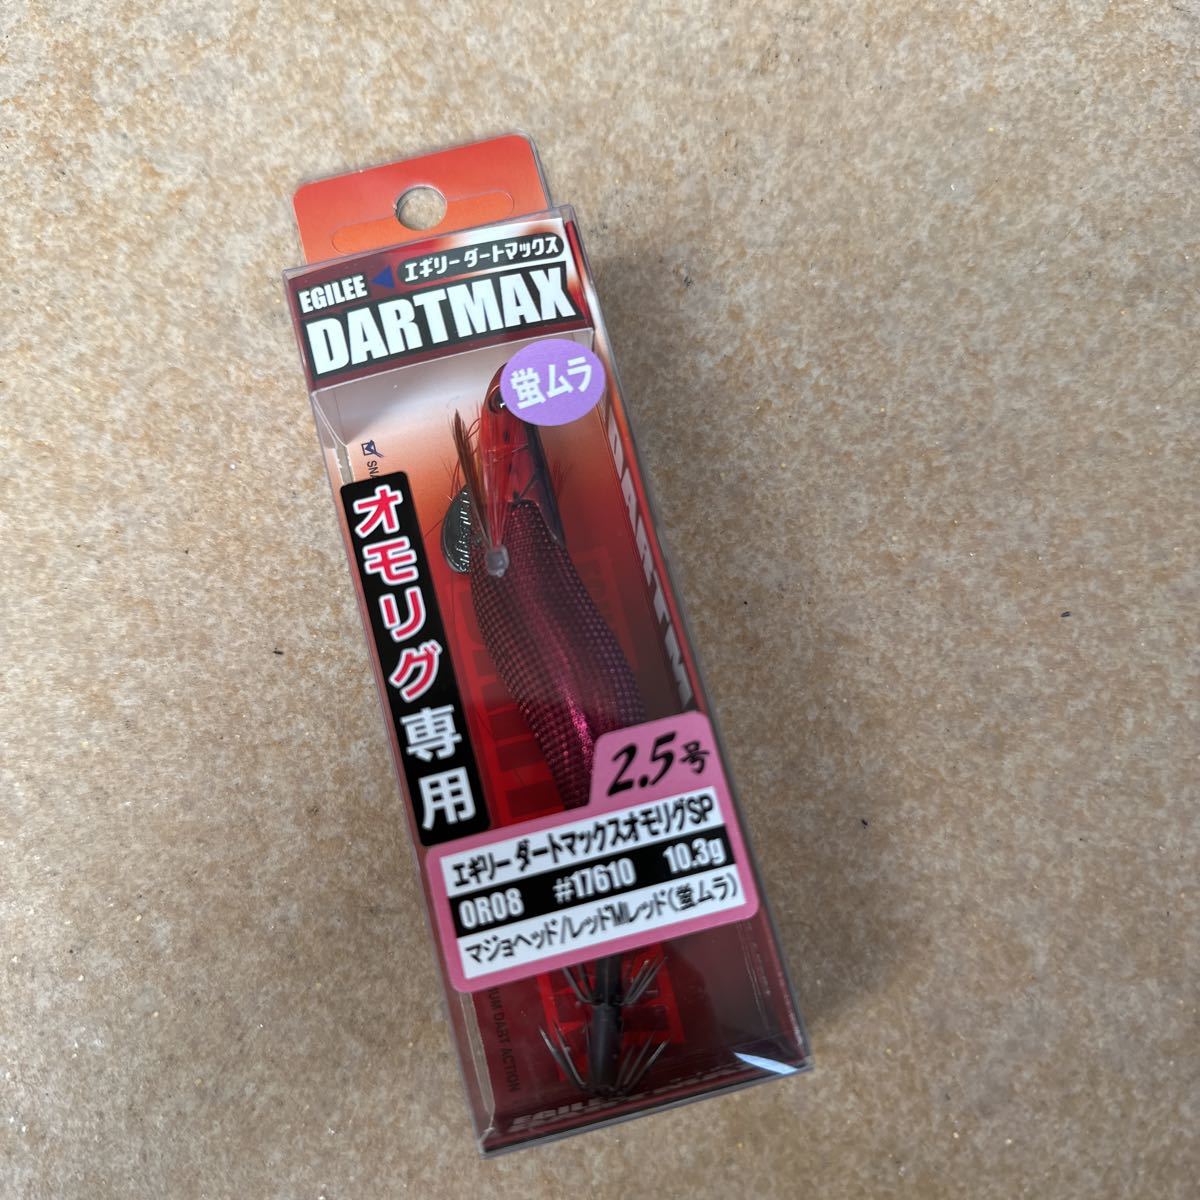 エギリー ダートマックス
EGILEE
DARTMAX
蛍ムラ
オモリグ専用
2.5号
エギリー ダートマックスオモリグSP
OR08 #17610 10.3g
マジョヘッド/レッドMレッド(蛍ムラ)
UM DART ACTION